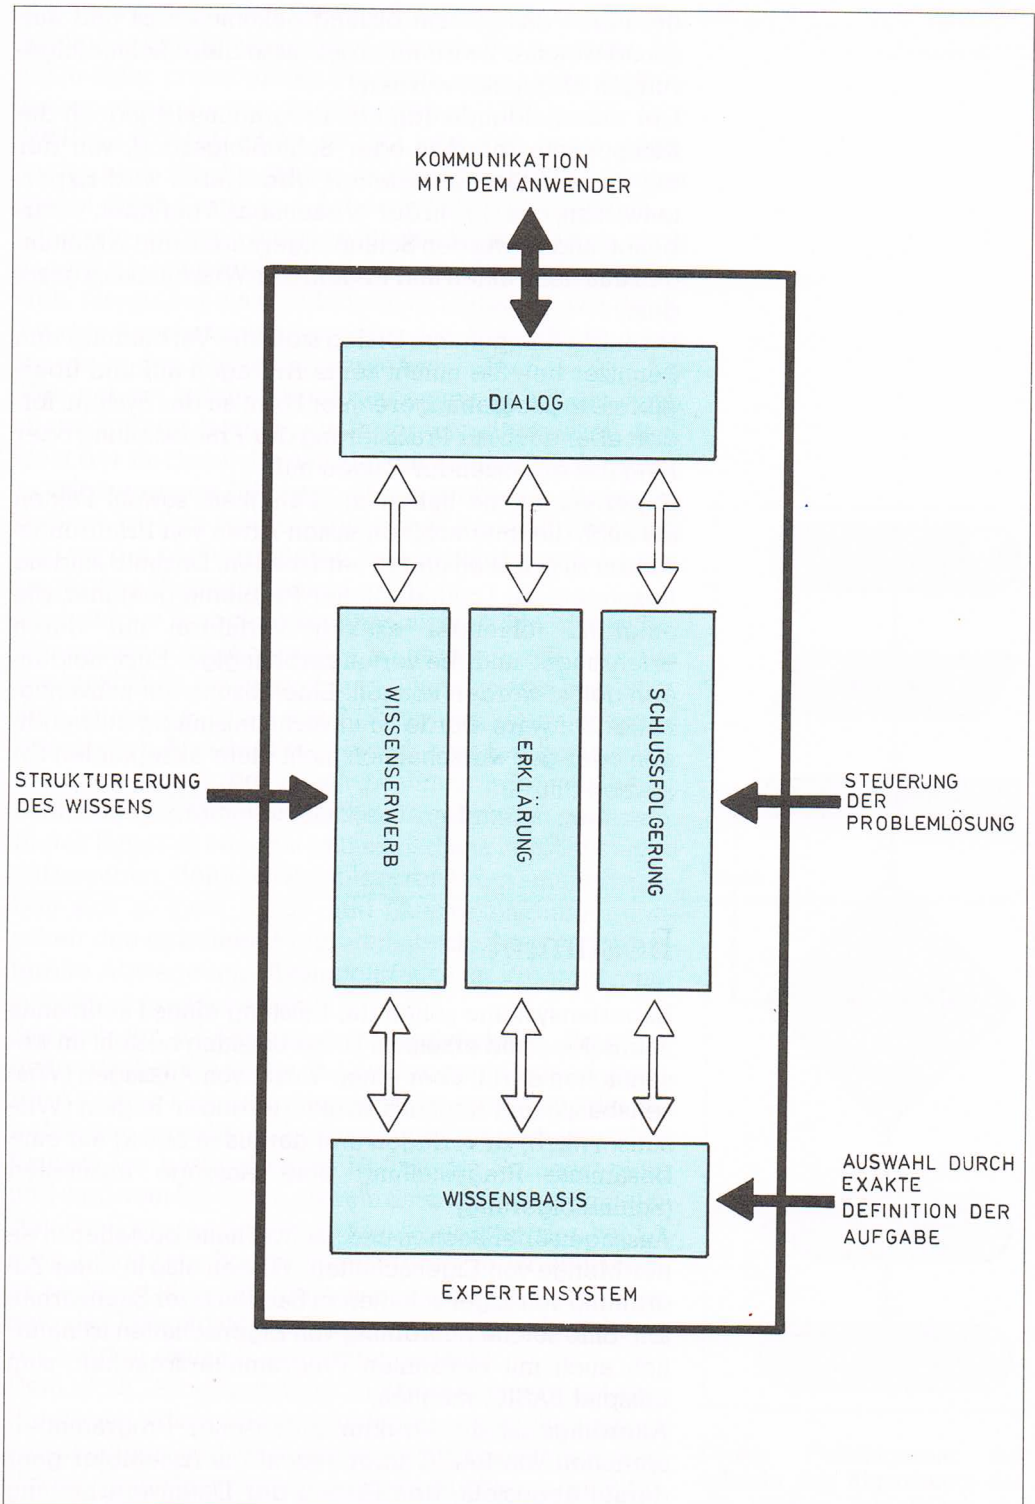 KOMMUNIKATION
MIT DEM ANWENDER
DIALOG
WISSENSERWERB
ERKLÄRUNG
SCHLUSSFOLGERUNG
STRUKTURIERUNG
DES WISSENS
STEUERUNG
DER
PROBLEMLÖSUNG
WISSENSBASIS
AUSWAHL DURCH
EXAKTE
DEFINITION DER
AUFGABE
EXPERTENSYSTEM